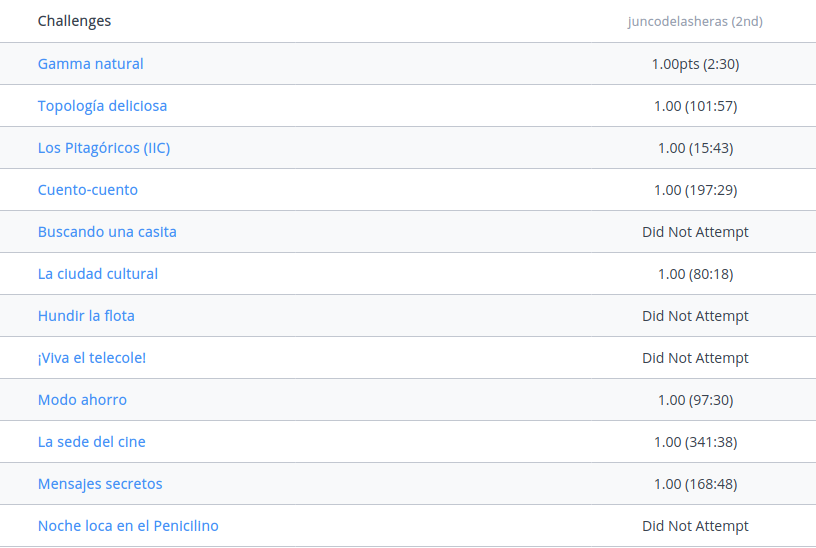 Challenges juncodelasheras (2nd)
Gamma natural 1.00pts (2:30)
Topología deliciosa 1.00 (101:57)
Los Pitagóricos (IIC) 1.00 (15:43)
Cuento-cuento 1.00 (197:29)
Buscando una casita Did Not Attempt
La ciudad cultural 1.00 (80:18)
Hundir la flota Did Not Attempt
¡Viva el telecole! Did Not Attempt
Modo ahorro 1.00 (97:30)
La sede del cine 1.00 (341:38)
Mensajes secretos 1.00 (168:48)
Noche loca en el Penicilino Did Not Attempt